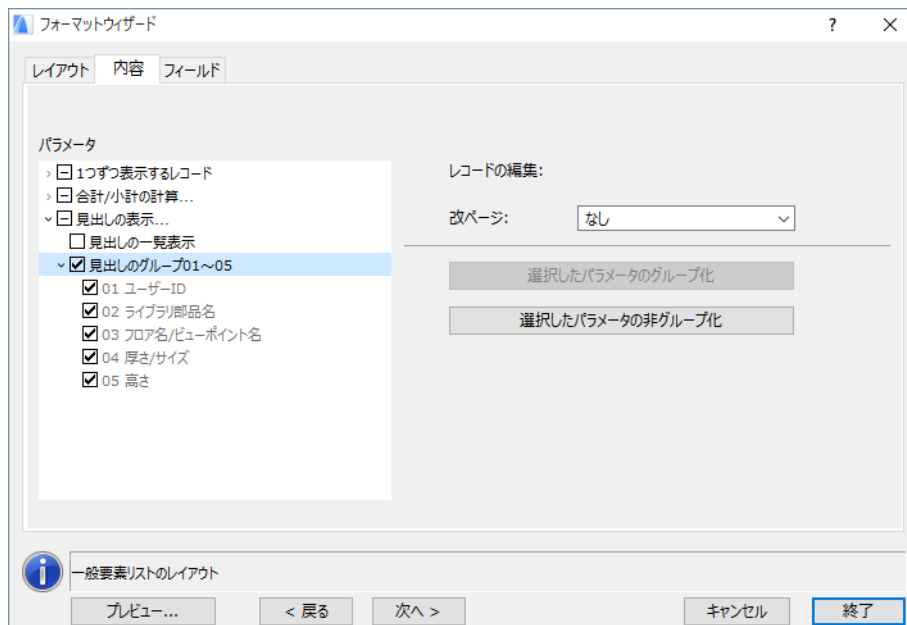 フォーマットウィザード
?
レイアウト 内容 フィールド
パラメータ
1つずつ表示するレコード
合計/小計の計算...
見出しの表示...
見出しの一覧表示
見出しのグループ01～05
01 ユーザーID
02 ライブラリ部品名
03 フロア名/ビューポイント名
04 厚さ/サイズ
05 高さ
レコードの編集:
改ページ: なし
選択したパラメータのグループ化
選択したパラメータの非グループ化
一般要素リストのレイアウト
プレビュー... < 戻る 次へ > キャンセル 終了